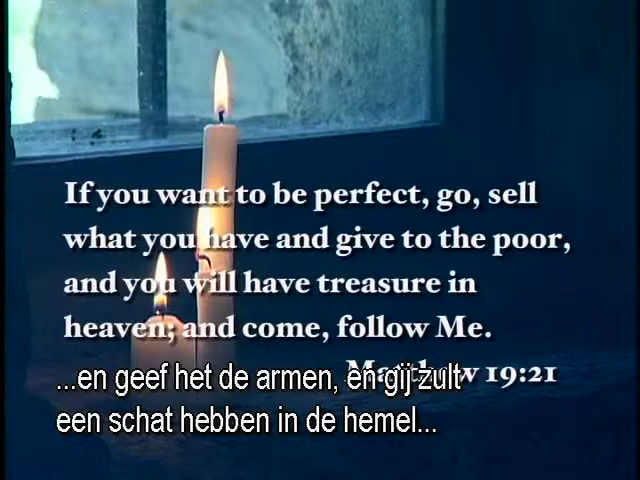 If you want to be perfect, go, sell
what you have and give to the poor,
and you will have treasure in
heaven; and come, follow Me.
Matthew 19:21
...en geef het de armen, en gij zult
een schat hebben in de hemel...